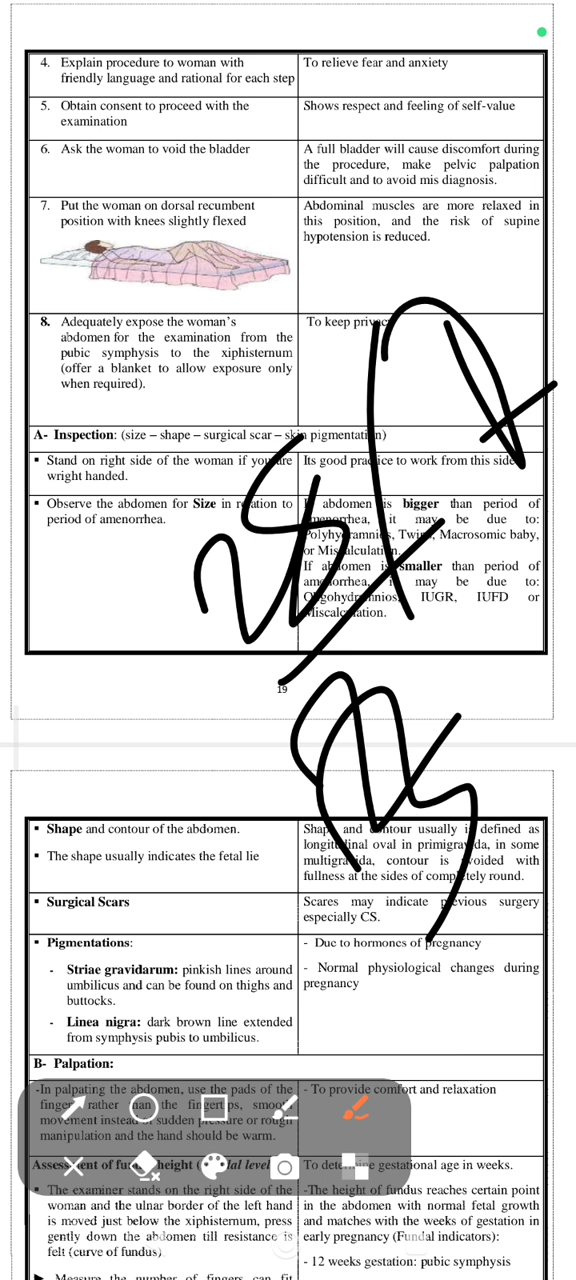 4. Explain procedure to woman with
friendly language and rational for each step
To relieve fear and anxiety
5. Obtain consent to proceed with the
examination
Shows respect and feeling of self-value
6. Ask the woman to void the bladder
A full bladder will cause discomfort during
the procedure, make pelvic palpation
difficult and to avoid mis diagnosis.
7. Put the woman on dorsal recumbent
position with knees slightly flexed
Abdominal muscles are more relaxed in
this position, and the risk of supine
hypotension is reduced.
8. Adequately expose the woman's
abdomen for the examination from the
pubic symphysis to the xiphisternum
(offer a blanket to allow exposure only
when required).
To keep privacy
A- Inspection: (size – shape – surgical scar – skin pigmentation)
▪ Stand on right side of the woman if you are
wright handed.
Its good practice to work from this side
▪ Observe the abdomen for Size in relation to
period of amenorrhea.
If abdomen is bigger than period of
amenorrhea, it may be due to:
Polyhydramnios, Twins, Macrosomic baby,
or Miscalculation.
If abdomen is smaller than period of
amenorrhea, it may be due to:
Oligohydramnios, IUGR, IUFD or
Miscalculation.
19
▪ Shape and contour of the abdomen.
▪ The shape usually indicates the fetal lie
Shape and contour usually is defined as
longitudinal oval in primigravida, in some
multigravida, contour is avoided with
fullness at the sides of completely round.
▪ Surgical Scars
Scares may indicate previous surgery
especially CS.
▪ Pigmentations:
- Striae gravidarum: pinkish lines around
umbilicus and can be found on thighs and
buttocks.
- Linea nigra: dark brown line extended
from symphysis pubis to umbilicus.
- Due to hormones of pregnancy
- Normal physiological changes during
pregnancy
B- Palpation:
-In palpating the abdomen, use the pads of the
fingers rather than the fingertips, smooth
movement instead of sudden pressure or rough
manipulation and the hand should be warm.
- To provide comfort and relaxation
Assessment of fundal height ( level
To determine gestational age in weeks.
▪ The examiner stands on the right side of the
woman and the ulnar border of the left hand
is moved just below the xiphisternum, press
gently down the abdomen till resistance is
felt (curve of fundus)
-The height of fundus reaches certain point
in the abdomen with normal fetal growth
and matches with the weeks of gestation in
early pregnancy (Fundal indicators):
- 12 weeks gestation: pubic symphysis
▶ Measure the number of fingers can fit